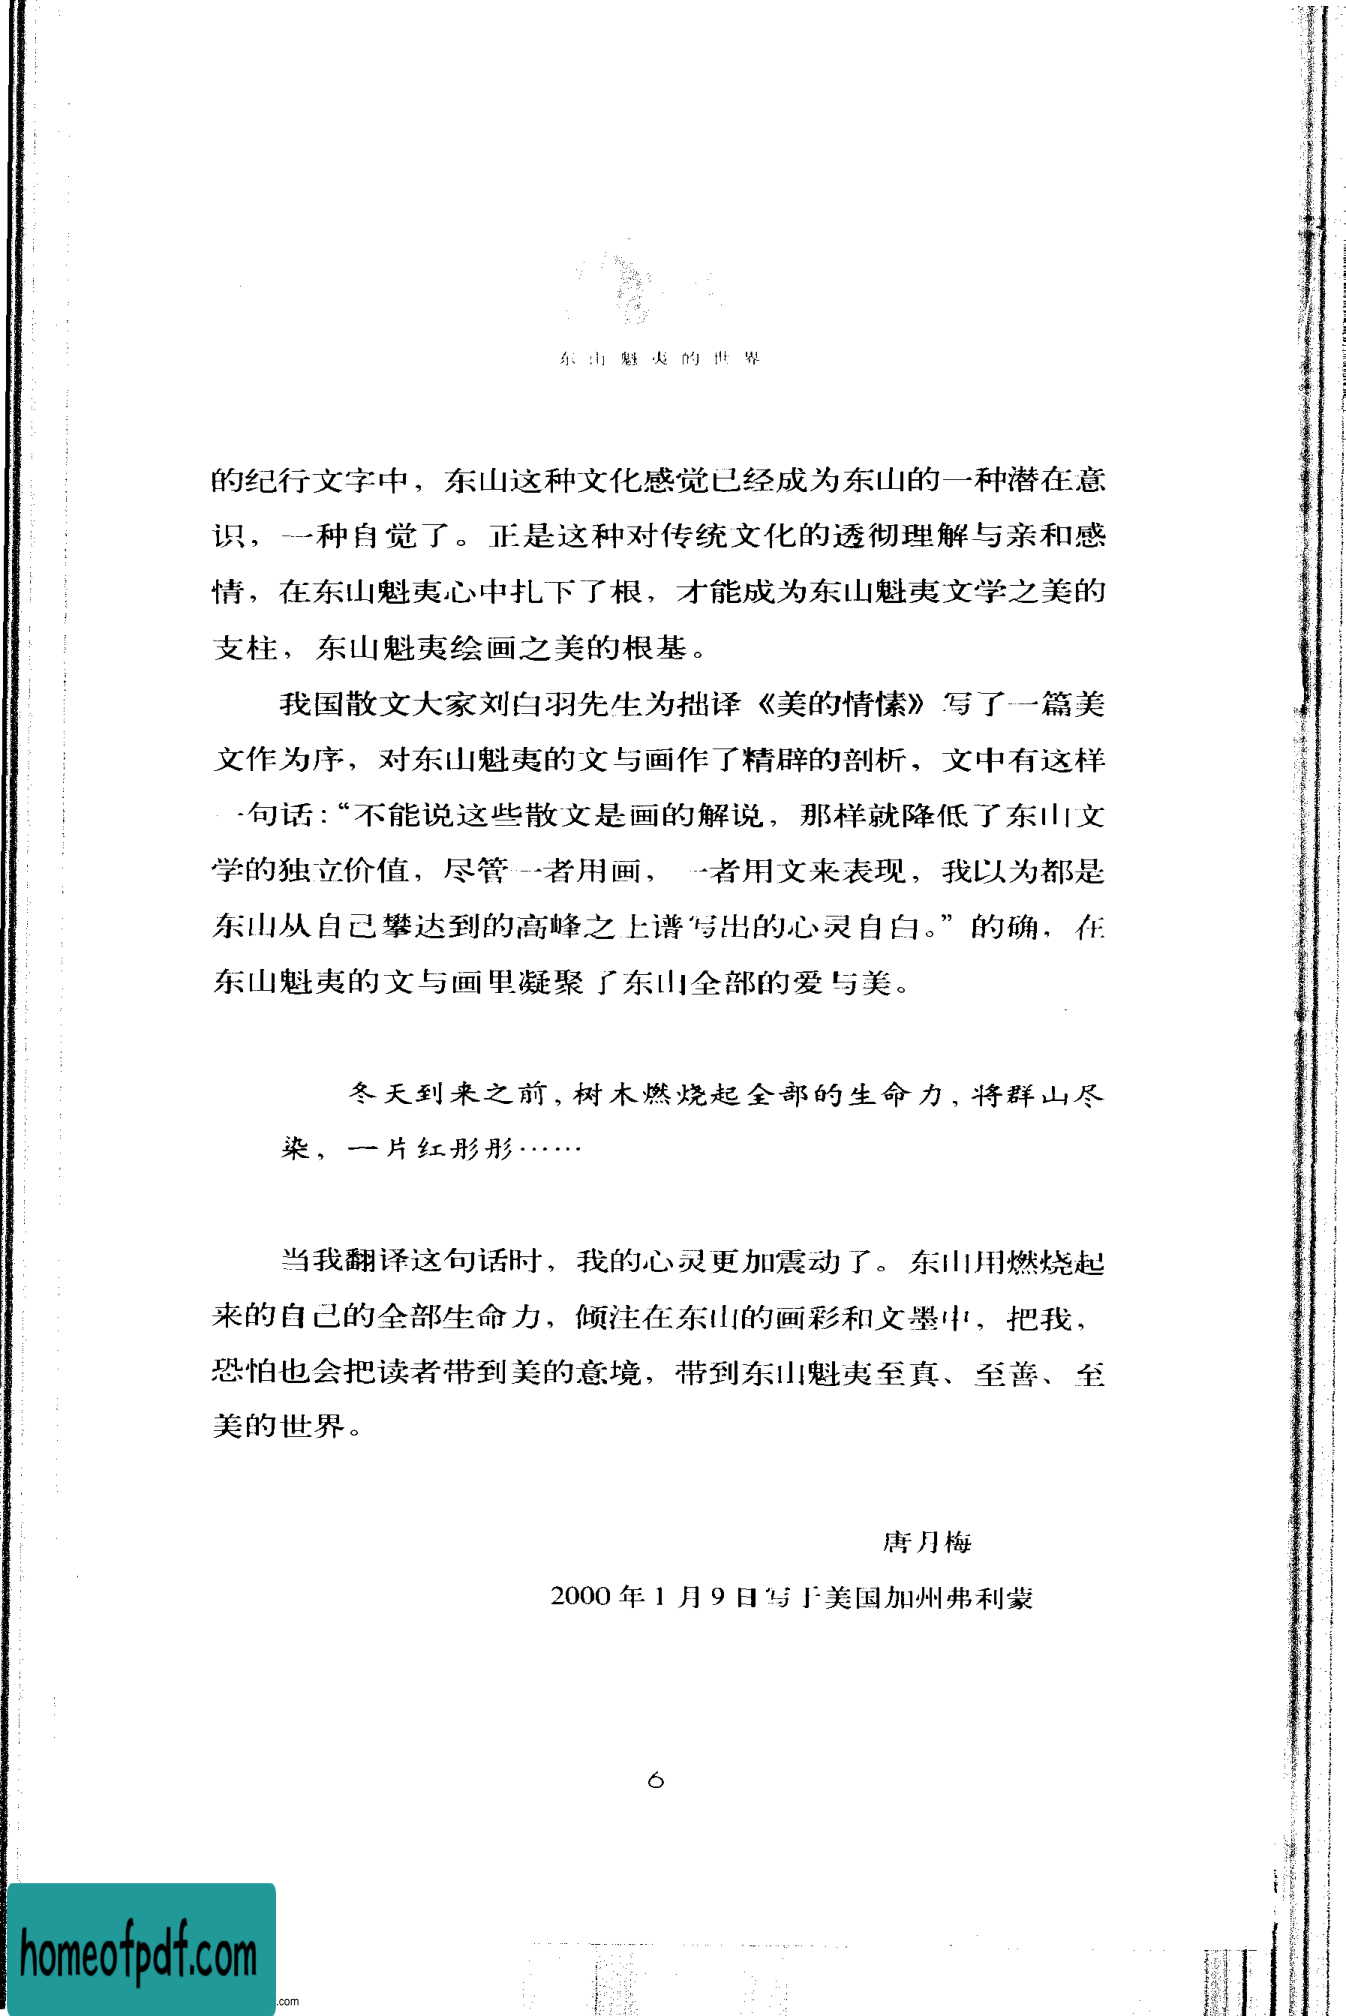 东山魁夷的世界
的纪行文字中，东山这种文化感觉已经成为东山的一种潜在意
识，一种自觉了。正是这种对传统文化的透彻理解与亲和感
情，在东山魁夷心中扎下了根，才能成为东山魁夷文学之美的
支柱，东山魁夷绘画之美的根基。
我国散文大家刘白羽先生为拙译《美的情愫》写了一篇美
文作为序，对东山魁夷的文与画作了精辟的剖析，文中有这样
一句话：“不能说这些散文是画的解说，那样就降低了东山文
学的独立价值，尽管一者用画，一者用文来表现，我以为都是
东山从自己攀达到的高峰之上谱写出的心灵自白。”的确，在
东山魁夷的文与画里凝聚了东山全部的爱与美。
冬天到来之前，树木燃烧起全部的生命力，将群山尽
染，一片红彤彤……
当我翻译这句话时，我的心灵更加震动了。东山用燃烧起
来的自己的全部生命力，倾注在东山的画彩和文墨中，把我，
恐怕也会把读者带到美的意境，带到东山魁夷至真、至善、至
美的世界。
唐月梅
2000年1月9日写于美国加州弗利蒙
6
homeofpdf.com
.com